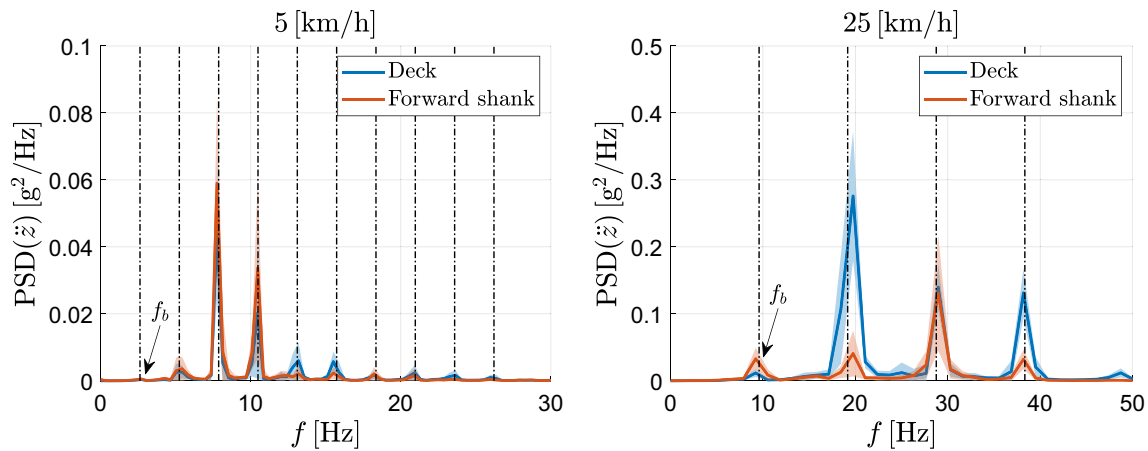 5 [km/h]
PSD(z̈) [g²/Hz]
0.1
0.08
0.06
0.04
0.02
0
Deck
Forward shank
f_b
0 10 20 30
f [Hz]
25 [km/h]
PSD(z̈) [g²/Hz]
0.5
0.4
0.3
0.2
0.1
0
Deck
Forward shank
f_b
0 10 20 30 40 50
f [Hz]